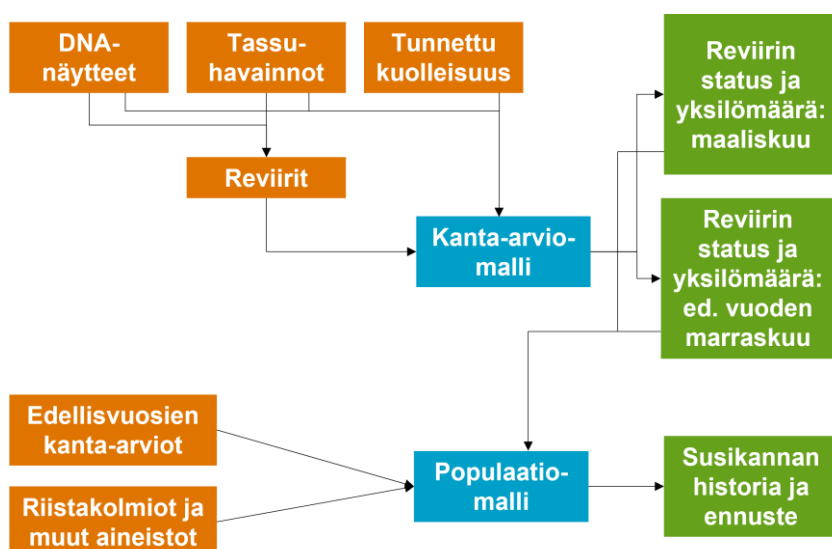 DNA-
näytteet
Tassu-
havainnot
Tunnettu
kuolleisuus
Reviirin
status ja
yksilömäärä:
maaliskuu
Reviirit
Kanta-arvio-
malli
Reviirin
status ja
yksilömäärä:
ed. vuoden
marraskuu
Edellisvuosien
kanta-arviot
Populaatio-
malli
Susikannan
historia ja
ennuste
Riistakolmiot ja
muut aineistot